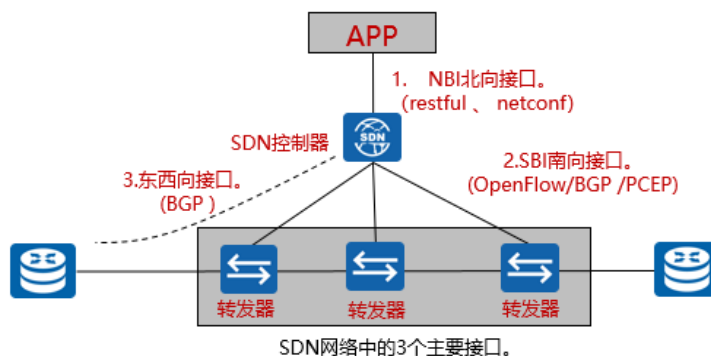 APP
1. NBI北向接口。
（restful 、 netconf)
SDN
SDN控制器
2.SBI南向接口。
(OpenFlow/BGP /PCEP)
3.东西向接口。
(BGP )
转发器
转发器
转发器
SDN网络中的3个主要接口。